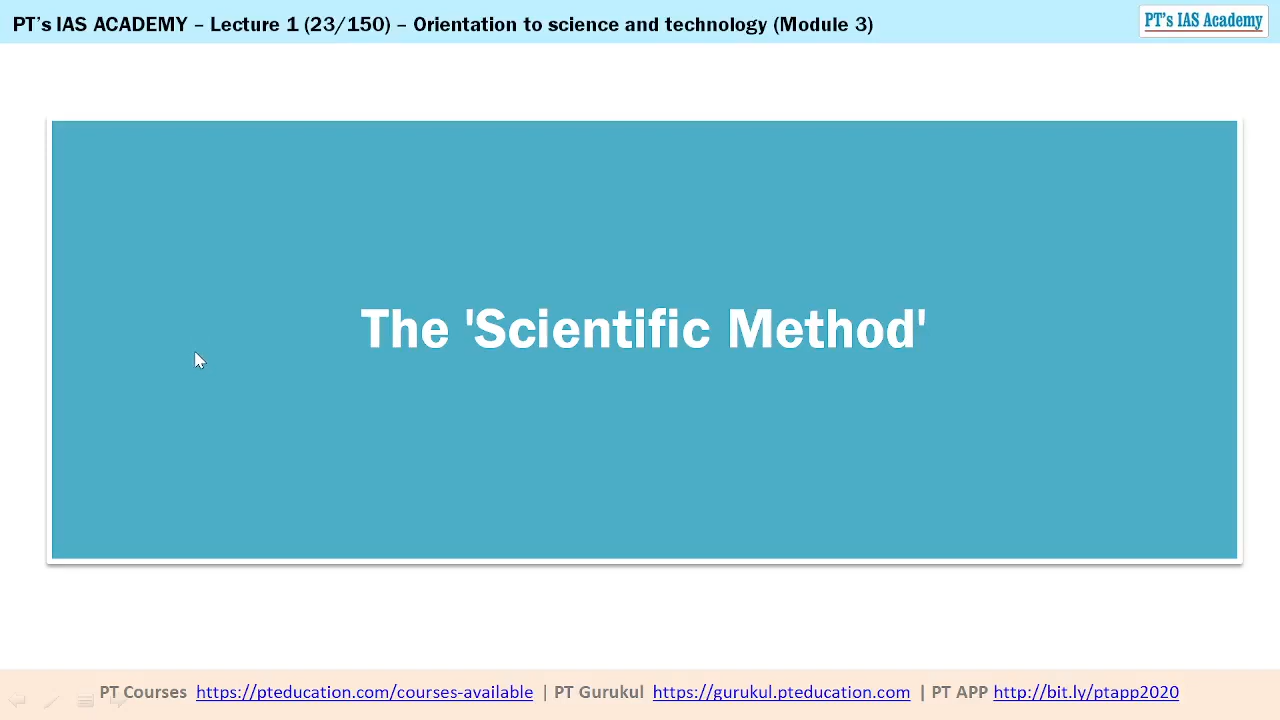 PT's IAS ACADEMY – Lecture 1 (23/150) – Orientation to science and technology (Module 3)
PT's IAS Academy
The 'Scientific Method'
PT Courses https://pteducation.com/courses-available | PT Gurukul https://gurukul.pteducation.com | PT APP http://bit.ly/ptapp2020